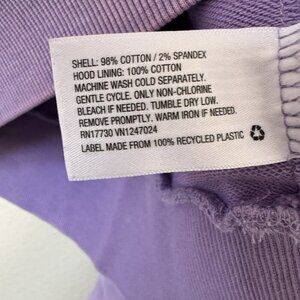 SHELL: 98% COTTON / 2% SPANDEX
HOOD LINING: 100% COTTON
MACHINE WASH COLD SEPARATELY.
GENTLE CYCLE. ONLY NON-CHLORINE
BLEACH IF NEEDED. TUMBLE DRY LOW.
REMOVE PROMPTLY. WARM IRON IF NEEDED.
RN17730 VN1247024
LABEL MADE FROM 100% RECYCLED PLASTIC